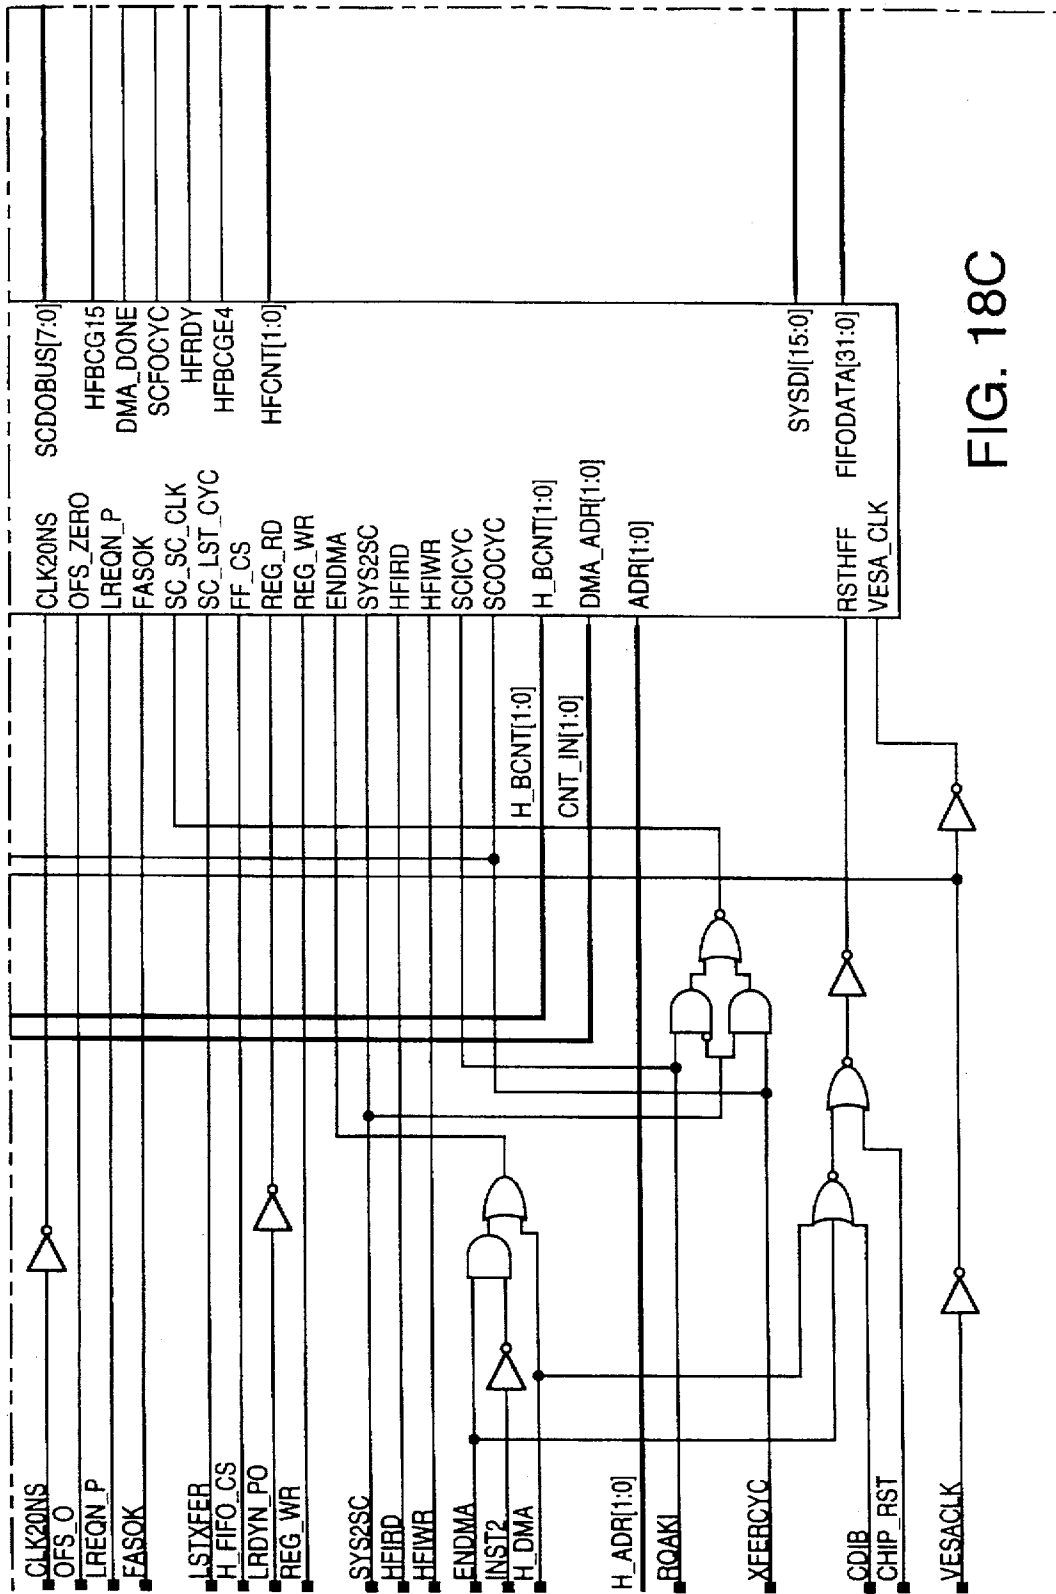 CLK20NS
OFS_O
LREQN_P
FASOK
LSTXFER
H_FIFO_CS
LRDYN_PO
REG_WR
SYS2SC
HFIRD
HFIWR
ENDMA
INST2
H_DMA
H_ADR[1:0]
RQAKI
XFERCYC
CDIB
CHIP_RST
VESACLK
H_BCNT[1:0]
CNT_IN[1:0]
CLK20NS
OFS_ZERO
LREQN_P
FASOK
SC_SC_CLK
SC_LST_CYC
FF_CS
REG_RD
REG_WR
ENDMA
SYS2SC
HFIRD
HFIWR
SCICYC
SCOCYC
H_BCNT[1:0]
DMA_ADR[1:0]
ADR[1:0]
RSTHFF
VESA_CLK
SCDOBUS[7:0]
HFBCG15
DMA_DONE
SCFOCYC
HFRDY
HFBCGE4
HFCNT[1:0]
SYSDI[15:0]
FIFODATA[31:0]
FIG. 18C